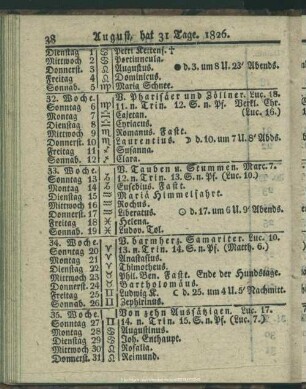 38 August, hat 31 Tage. 1826.
Dienstag 1 ♋ Petri Kettenf. †
Mittwoch 2 ♋ Portiuncula.
Donnerst. 3 ♌ Augustus. ● d. 3. um 8 U. 23' Abends.
Freitag 4 ♌ Dominicus.
Sonnab. 5 ♍ Mariä Schnee.
32. Woche V. Pharisäer und Zöllner. Luc. 18.
Sonntag 6 ♍ 11. n. Trin. 12. S. n. Pf. Verkl. Chr.
Montag 7 ♎ Cajetan. (Luc. 16.)
Dienstag 8 ♎ Cyriacus.
Mittwoch 9 ♏ Romanus. Faste.
Donnerst. 10 ♏ Laurentius. ☽ d. 10. um 7 U. 8' Abds.
Freitag 11 ♐ Susanna.
Sonnab. 12 ♐ Clara.
33. Woche V. Tauben u. Stummen. Marc. 7.
Sonntag 13 ♑ 12. n. Trin. 13. S. n. Pf. (Luc. 10.)
Montag 14 ♑ Eusebius. Faste.
Dienstag 15 Mariä Himmelfahrt.
Mittwoch 16 ♒ Rochus.
Donnerst. 17 Liberatus. ☉ d. 17. um 6 U. 9' Abends.
Freitag 18 ♓ Helena.
Sonnab. 19 ♓ Ludov. Tol.
34. Woche V. barmherz. Samariter. Luc. 10.
Sonntag 20 ♈ 13. n. Trin. 14. S. n. Pf. (Matth. 6.)
Montag 21 Anastasius.
Dienstag 22 ♈ Thimotheus.
Mittwoch 23 ♉ Phil. Ben. Faste. Ende der Hundstage.
Donnerst. 24 ♉ Bartholomäus.
Freitag 25 ♊ Ludwig K. ☾ d. 25. um 4 U. 5' Nachmitt.
Sonnab. 26 ♊ Zephirinus.
35. Woche Von zehn Aussätzigen. Luc. 17.
Sonntag 27 ♊ 14. n. Trin. 15. S. n. Pf. (Luc. 7.)
Montag 28 ♋ Augustinus.
Dienstag 29 ♋ Joh. Enthaupt.
Mittwoch 30 ♌ Rosalia.
Donnerst. 31 ♌ Reimund.